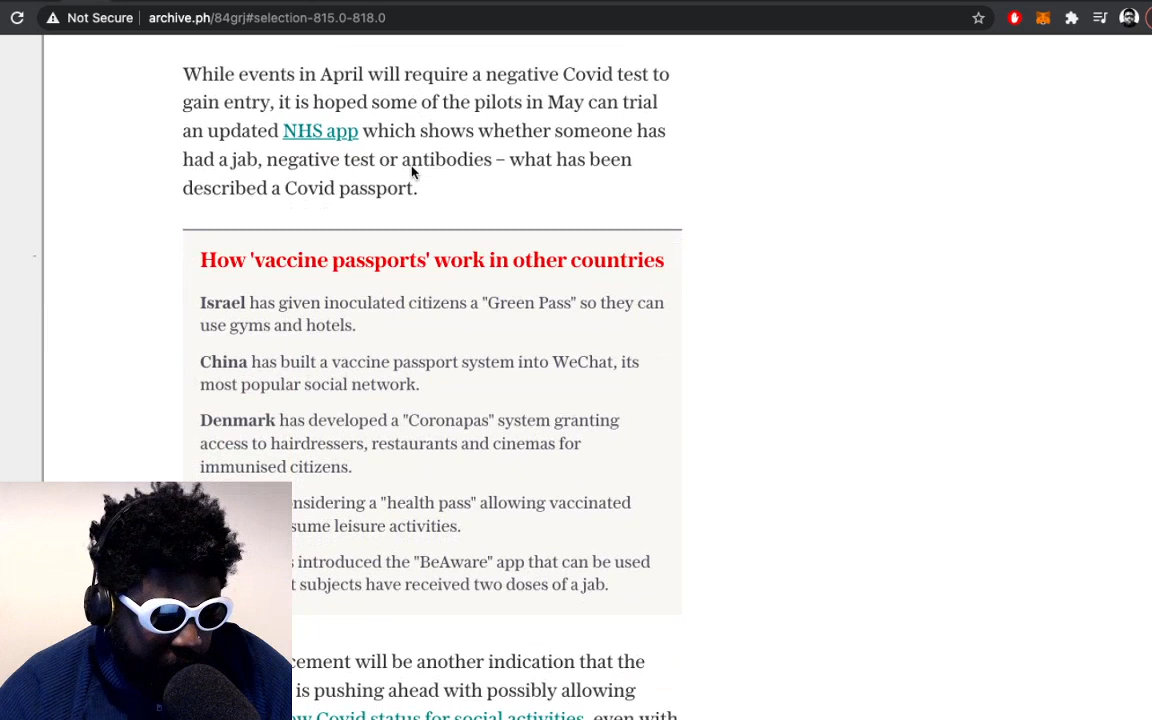 Not Secure archive.ph/84grj#selection-815.0-818.0
While events in April will require a negative Covid test to
gain entry, it is hoped some of the pilots in May can trial
an updated NHS app which shows whether someone has
had a jab, negative test or antibodies – what has been
described a Covid passport.
How 'vaccine passports' work in other countries
Israel has given inoculated citizens a "Green Pass" so they can
use gyms and hotels.
China has built a vaccine passport system into WeChat, its
most popular social network.
Denmark has developed a "Coronapas" system granting
access to hairdressers, restaurants and cinemas for
immunised citizens.
a "health pass" allowing vaccinated
leisure activities.
introduced the "BeAware" app that can be used
subjects have received two doses of a jab.
will be another indication that the
is pushing ahead with possibly allowing
Covid status for social activities, even with